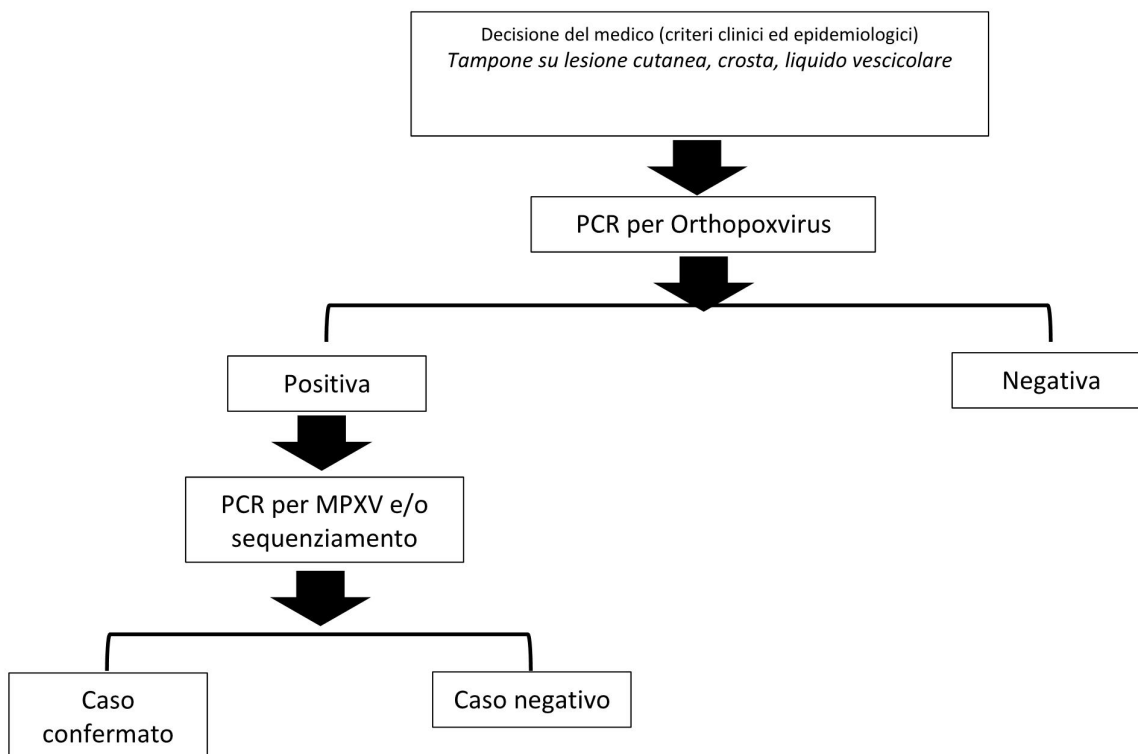 Decisione del medico (criteri clinici ed epidemiologici)
Tampone su lesione cutanea, crosta, liquido vescicolare
PCR per Orthopoxvirus
Positiva
Negativa
PCR per MPXV e/o
sequenziamento
Caso
confermato
Caso negativo